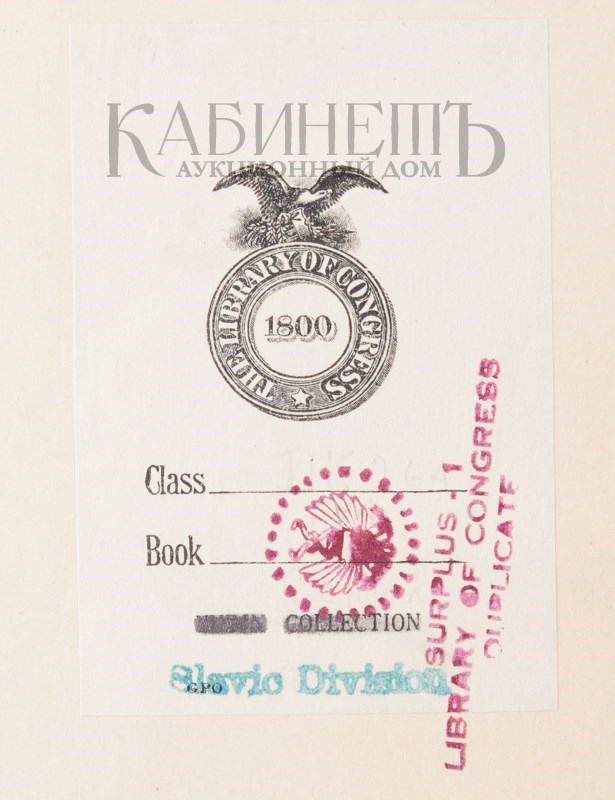 КАБИНЕТЪ
АУКЦИОННЫЙ ДОМ
THE LIBRARY OF CONGRESS
1800
Class
Book
COLLECTION
Slavic Division
GPO
SURPLUS - 1
LIBRARY OF CONGRESS
DUPLICATE